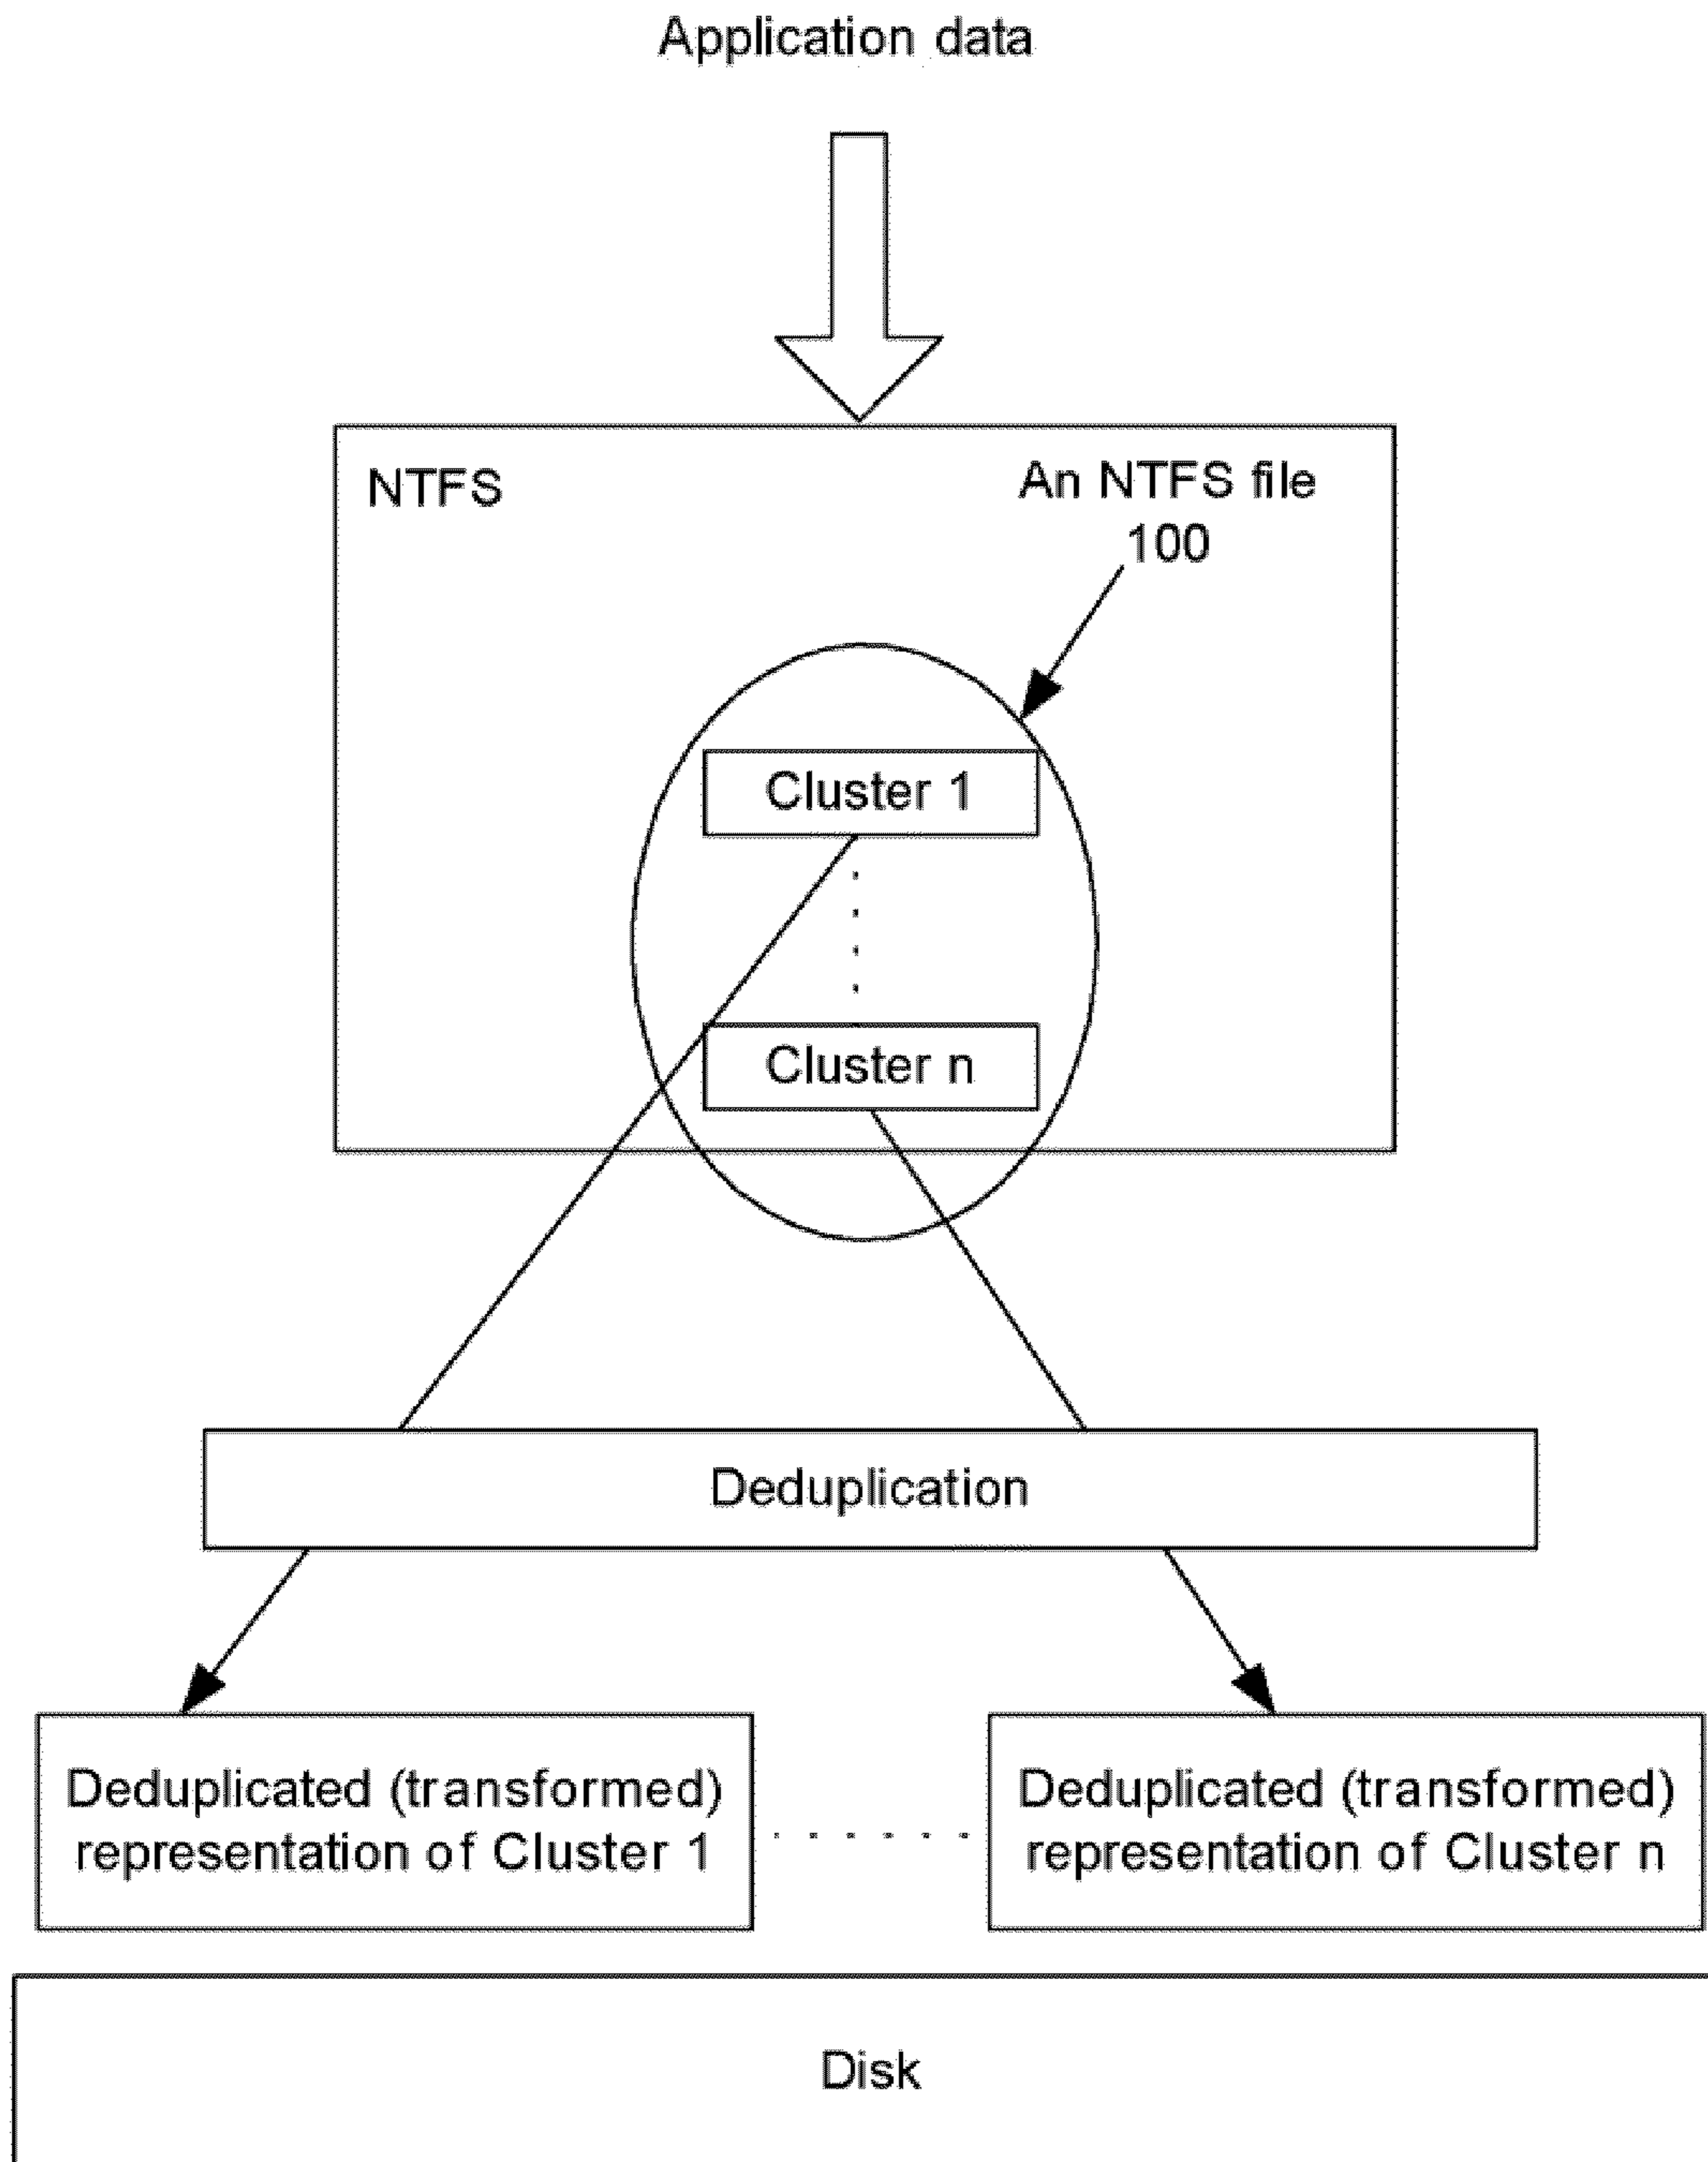 Application data
NTFS
An NTFS file
100
Cluster 1
Cluster n
Deduplication
Deduplicated (transformed)
representation of Cluster 1
Deduplicated (transformed)
representation of Cluster n
Disk